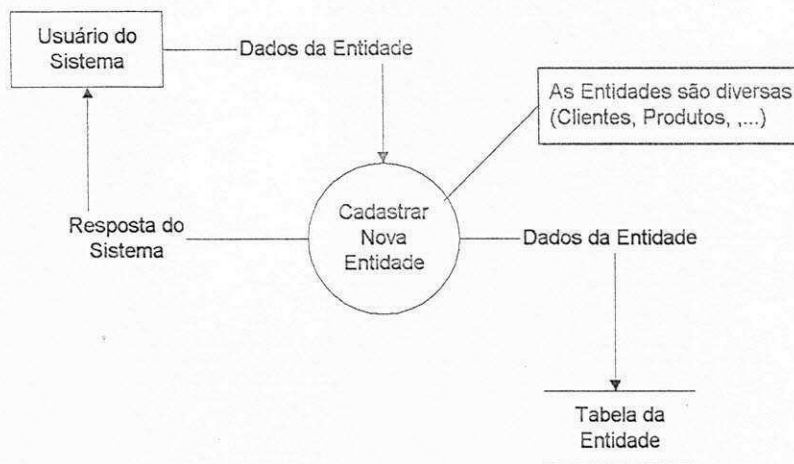 Usuário do
Sistema
Dados da Entidade
As Entidades são diversas
(Clientes, Produtos, ,...)
Cadastrar
Nova
Entidade
Resposta do
Sistema
Dados da Entidade
Tabela da
Entidade